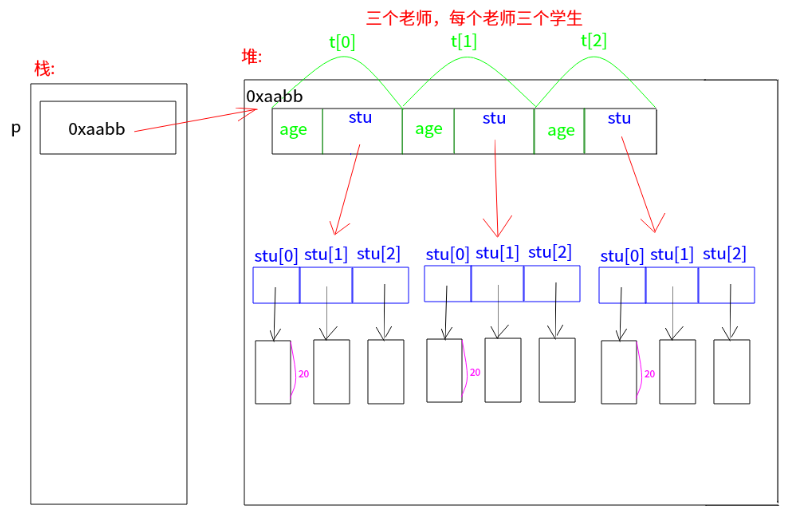 三个老师，每个老师三个学生
栈:
堆:
t[0] t[1] t[2]
0xaabb
p
0xaabb
age stu age stu age stu
stu[0] stu[1] stu[2] stu[0] stu[1] stu[2] stu[0] stu[1] stu[2]
20 20 20